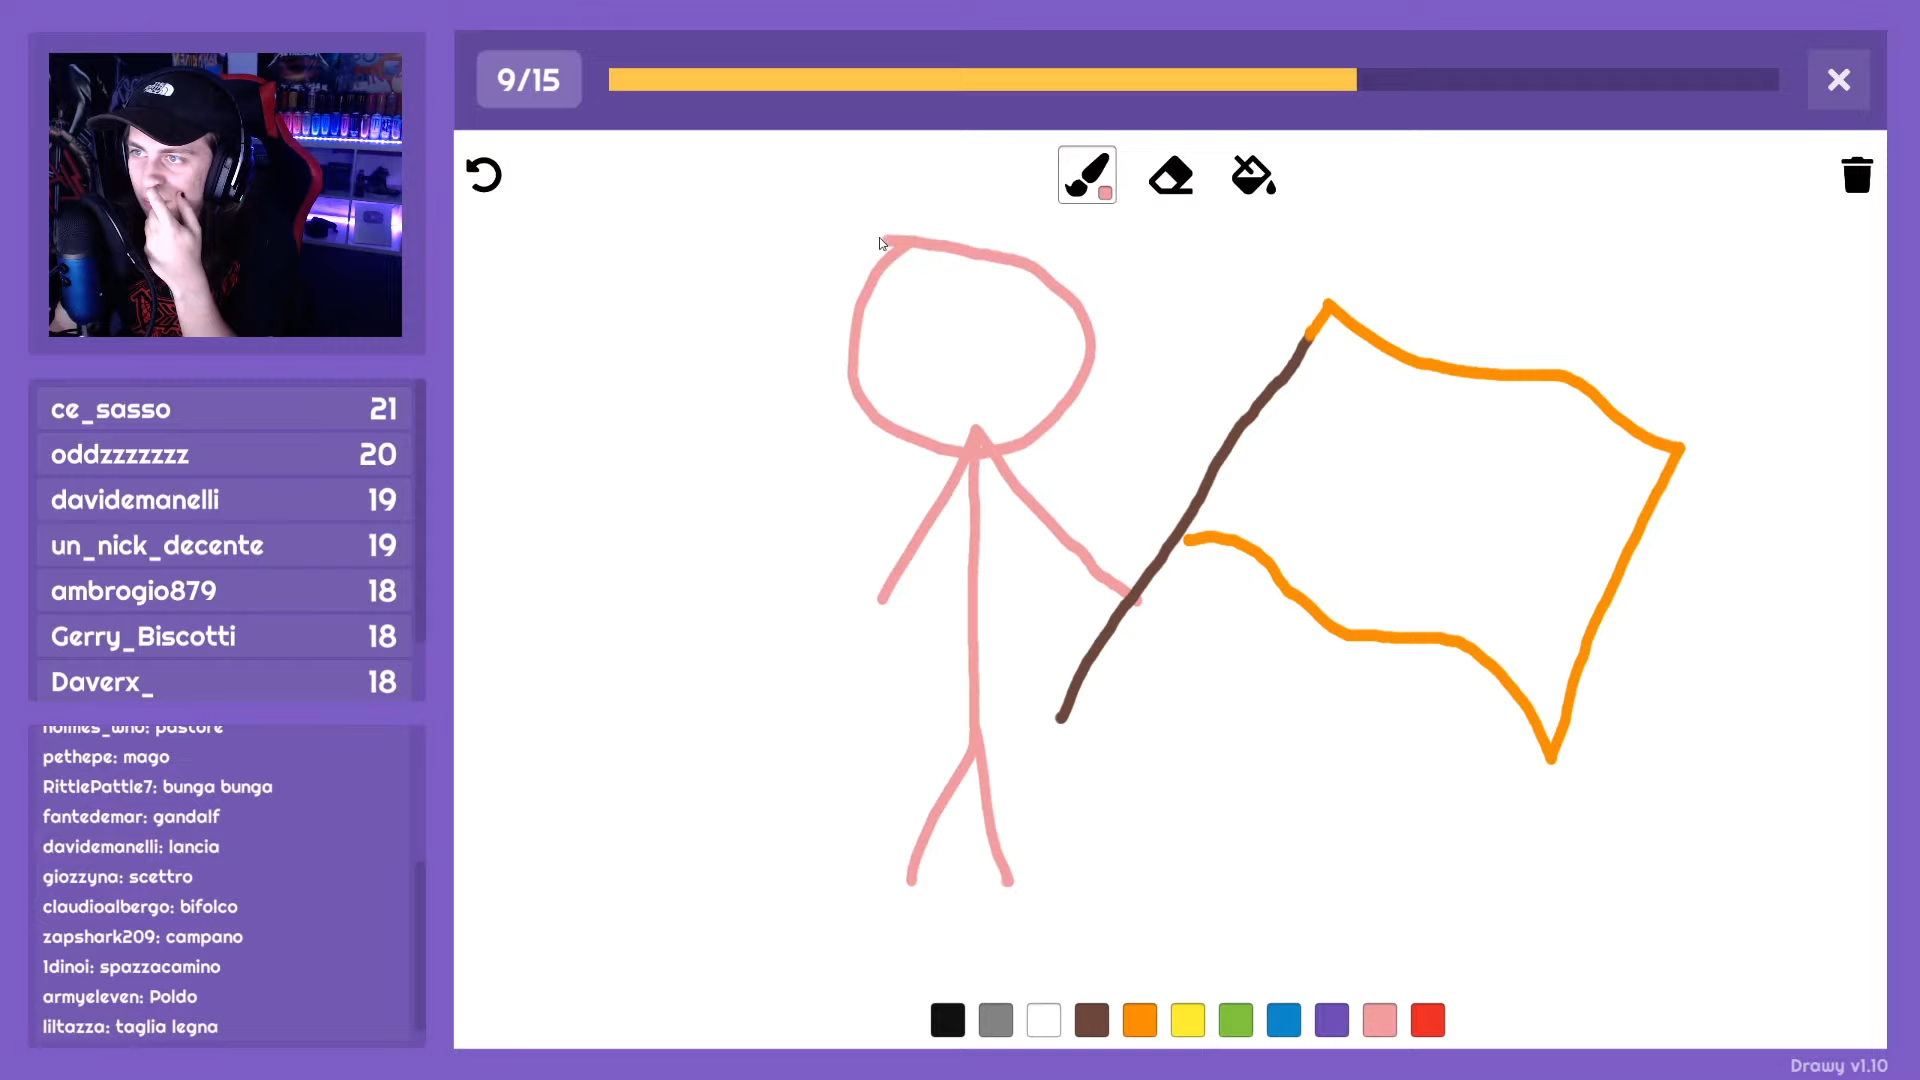 9/15
ce_sasso 21
oddzzzzzzz 20
davidemanelli 19
un_nick_decente 19
ambrogio879 18
Gerry_Biscotti 18
Daverx_ 18
holmes_who: pastore
pethepe: mago
RittlePattle7: bunga bunga
fantedemar: gandalf
davidemanelli: lancia
giozzyna: scettro
claudioalbergo: bifolco
zapshark209: campano
1dinoi: spazzacamino
armyeleven: Poldo
liltazza: taglia legna
Drawy v1.10